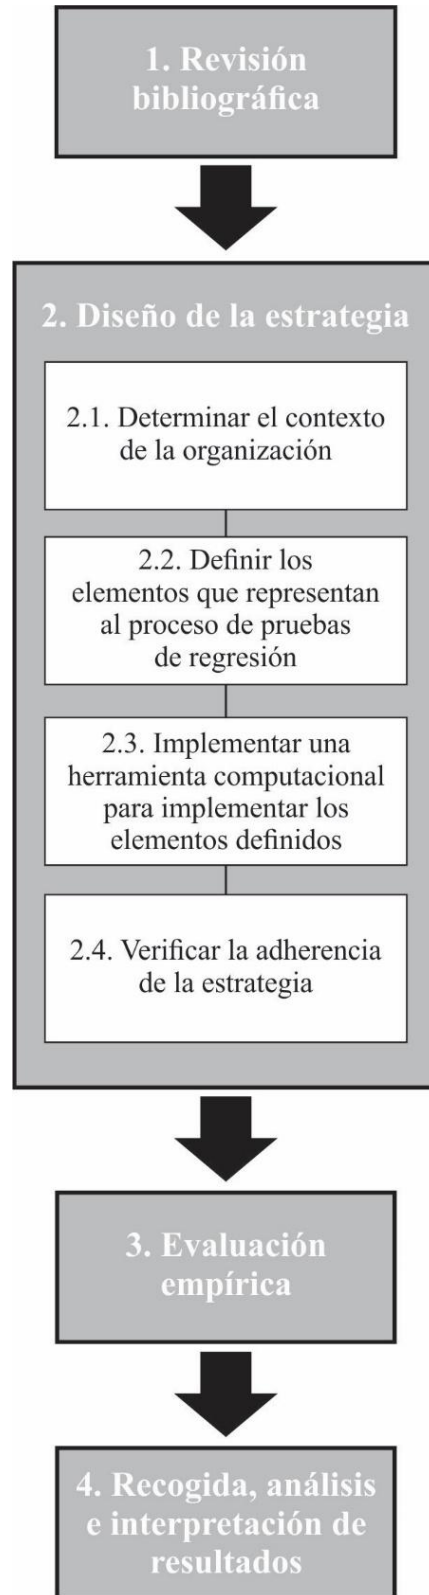 1. Revisión
bibliográfica
2. Diseño de la estrategia
2.1. Determinar el contexto
de la organización
2.2. Definir los
elementos que representan
al proceso de pruebas
de regresión
2.3. Implementar una
herramienta computacional
para implementar los
elementos definidos
2.4. Verificar la adherencia
de la estrategia
3. Evaluación
empírica
4. Recogida, análisis
e interpretación de
resultados